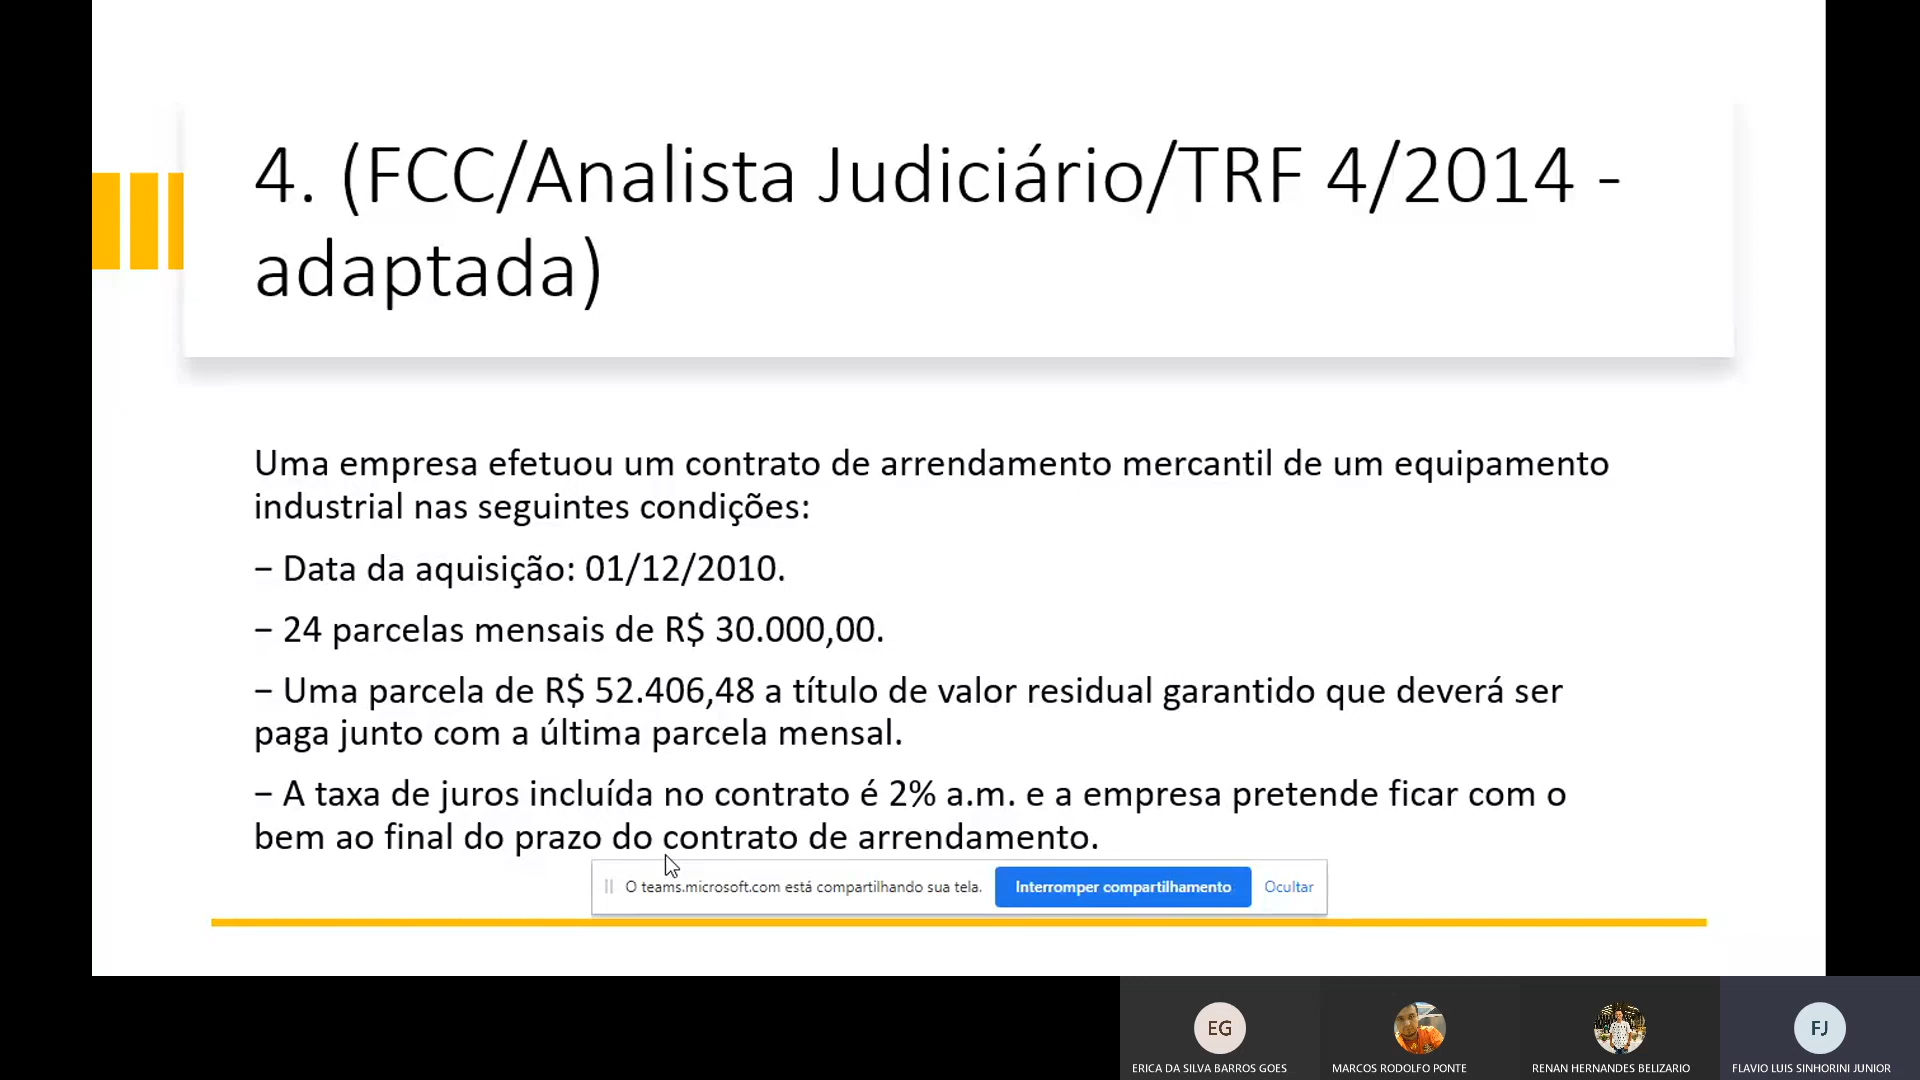 4. (FCC/Analista Judiciário/TRF 4/2014 -
adaptada)
Uma empresa efetuou um contrato de arrendamento mercantil de um equipamento
industrial nas seguintes condições:
− Data da aquisição: 01/12/2010.
− 24 parcelas mensais de R$ 30.000,00.
− Uma parcela de R$ 52.406,48 a título de valor residual garantido que deverá ser
paga junto com a última parcela mensal.
− A taxa de juros incluída no contrato é 2% a.m. e a empresa pretende ficar com o
bem ao final do prazo do contrato de arrendamento.
O teams.microsoft.com está compartilhando sua tela.
Interromper compartilhamento
Ocultar
EG
FJ
ERICA DA SILVA BARROS GOES
MARCOS RODOLFO PONTE
RENAN HERNANDES BELIZARIO
FLAVIO LUIS SINHORINI JUNIOR